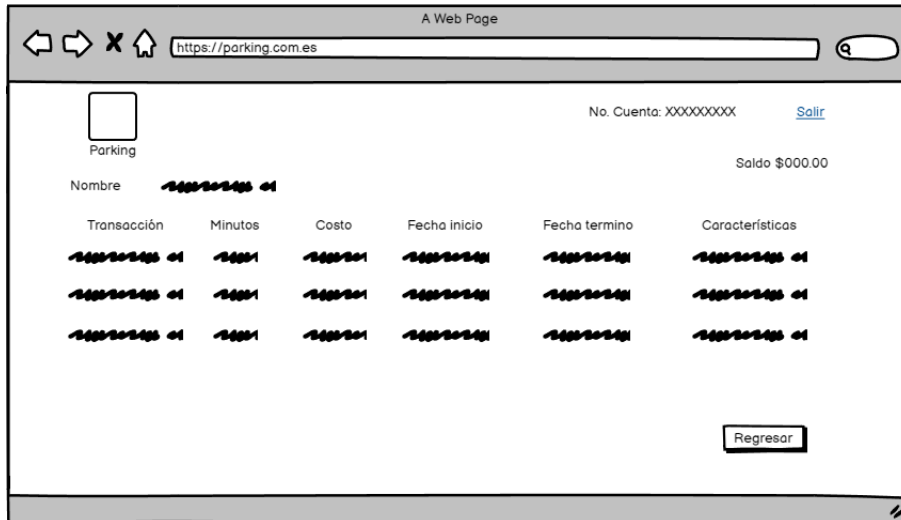 A Web Page
https://parking.com.es
No. Cuenta: XXXXXXXXX Salir
Parking
Saldo $000.00
Nombre
Transacción Minutos Costo Fecha inicio Fecha termino Características
Regresar